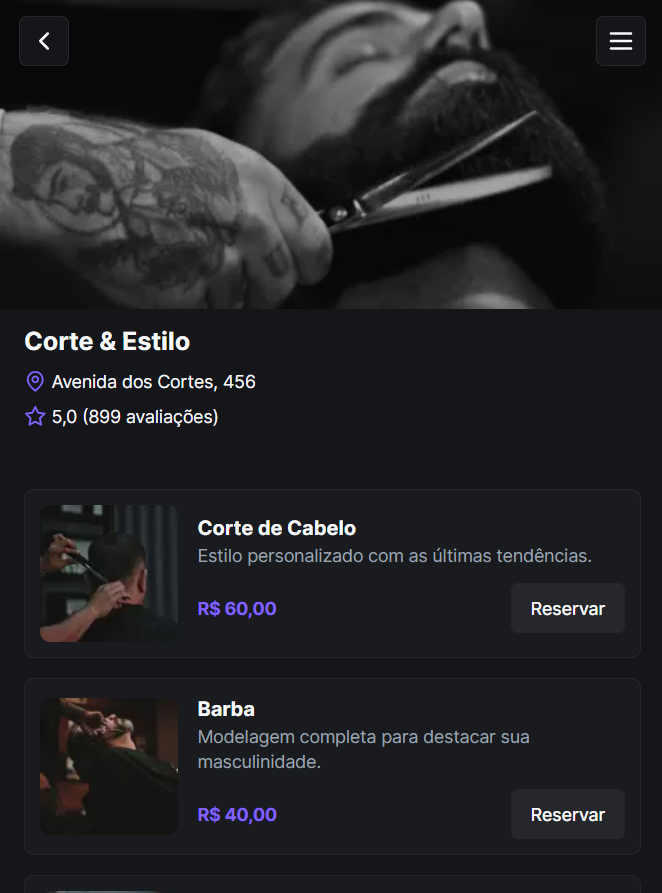 Corte & Estilo
Avenida dos Cortes, 456
5,0 (899 avaliações)
Corte de Cabelo
Estilo personalizado com as últimas tendências.
R$ 60,00
Reservar
Barba
Modelagem completa para destacar sua
masculinidade.
R$ 40,00
Reservar